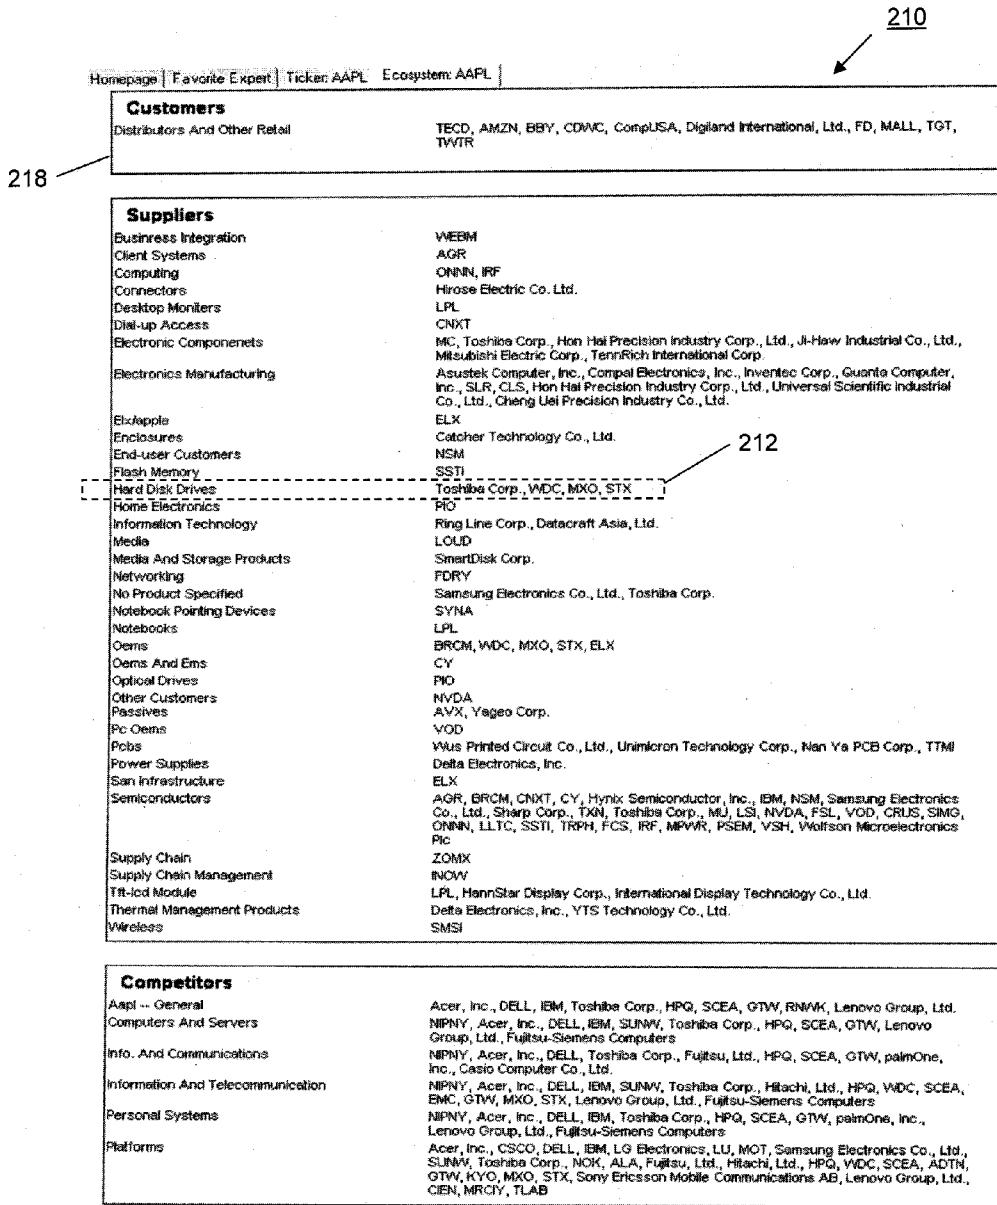 210
Homepage | Favorite Expert | Ticker: AAPL Ecosystem: AAPL
Customers
Distributors And Other Retail TECD, AMZN, BBY, CDWC, CompUSA, Digiland International, Ltd., FD, MALL, TGT,
TWTR
218
Suppliers
Businress Integration WEBM
Client Systems AGR
Computing ONNN, IRF
Connectors Hirose Electric Co. Ltd.
Desktop Moniters LPL
Dial-up Access CNXT
Electronic Componenets MC, Toshiba Corp., Hon Hai Precision Industry Corp., Ltd., Ji-Haw Industrial Co., Ltd.,
Mitsubishi Electric Corp., TennRich International Corp.
Electronics Manufacturing Asustek Computer, Inc., Compal Electronics, Inc., Inventec Corp., Quanta Computer,
Inc., SLR, CLS, Hon Hai Precision Industry Corp., Ltd., Universal Scientific Industrial
Co., Ltd., Cheng Uei Precision Industry Co., Ltd.
Elx/apple ELX
Enclosures Catcher Technology Co., Ltd.
End-user Customers NSM
212
Flash Memory SSTI
Hard Disk Drives Toshiba Corp., WDC, MXO, STX
Home Electronics PIO
Information Technology Ring Line Corp., Datacraft Asia, Ltd.
Media LOUD
Media And Storage Products SmartDisk Corp.
Networking FDRY
No Product Specified Samsung Electronics Co., Ltd., Toshiba Corp.
Notebook Pointing Devices SYNA
Notebooks LPL
Oems BRCM, WDC, MXO, STX, ELX
Oems And Ems CY
Optical Drives PIO
Other Customers NVDA
Passives AVX, Yageo Corp.
Pc Oems VOD
Pcbs Wus Printed Circuit Co., Ltd., Unimicron Technology Corp., Nan Ya PCB Corp., TTMI
Power Supplies Delta Electronics, Inc.
San Infrastructure ELX
Semiconductors AGR, BRCM, CNXT, CY, Hynix Semiconductor, Inc., IBM, NSM, Samsung Electronics
Co., Ltd., Sharp Corp., TXN, Toshiba Corp., MU, LSI, NVDA, FSL, VOD, CRUS, SIMG,
ONNN, LLTC, SSTI, TRPH, FCS, IRF, MPWR, PSEM, VSH, Wolfson Microelectronics
Plc
Supply Chain ZOMX
Supply Chain Management INOW
Tft-lcd Module LPL, HannStar Display Corp., International Display Technology Co., Ltd.
Thermal Management Products Delta Electronics, Inc., YTS Technology Co., Ltd.
Wireless SMSI
Competitors
Aapl -- General Acer, Inc., DELL, IBM, Toshiba Corp., HPQ, SCEA, GTW, RNWK, Lenovo Group, Ltd.
Computers And Servers NIPNY, Acer, Inc., DELL, IBM, SUNW, Toshiba Corp., HPQ, SCEA, GTW, Lenovo
Group, Ltd., Fujitsu-Siemens Computers
Info. And Communications NIPNY, Acer, Inc., DELL, Toshiba Corp., Fujitsu, Ltd., HPQ, SCEA, GTW, palmOne,
Inc., Casio Computer Co., Ltd.
Information And Telecommunication NIPNY, Acer, Inc., DELL, IBM, SUNW, Toshiba Corp., Hitachi, Ltd., HPQ, WDC, SCEA,
EMC, GTW, MXO, STX, Lenovo Group, Ltd., Fujitsu-Siemens Computers
Personal Systems NIPNY, Acer, Inc., DELL, IBM, Toshiba Corp., HPQ, SCEA, GTW, palmOne, Inc.,
Lenovo Group, Ltd., Fujitsu-Siemens Computers
Platforms Acer, Inc., CSCO, DELL, IBM, LG Electronics, LU, MOT, Samsung Electronics Co., Ltd.,
SUNW, Toshiba Corp., NOK, ALA, Fujitsu, Ltd., Hitachi, Ltd., HPQ, WDC, SCEA, ADTN,
GTW, KYO, MXO, STX, Sony Ericsson Mobile Communications AB, Lenovo Group, Ltd.,
CIEN, MRCIY, TLAB